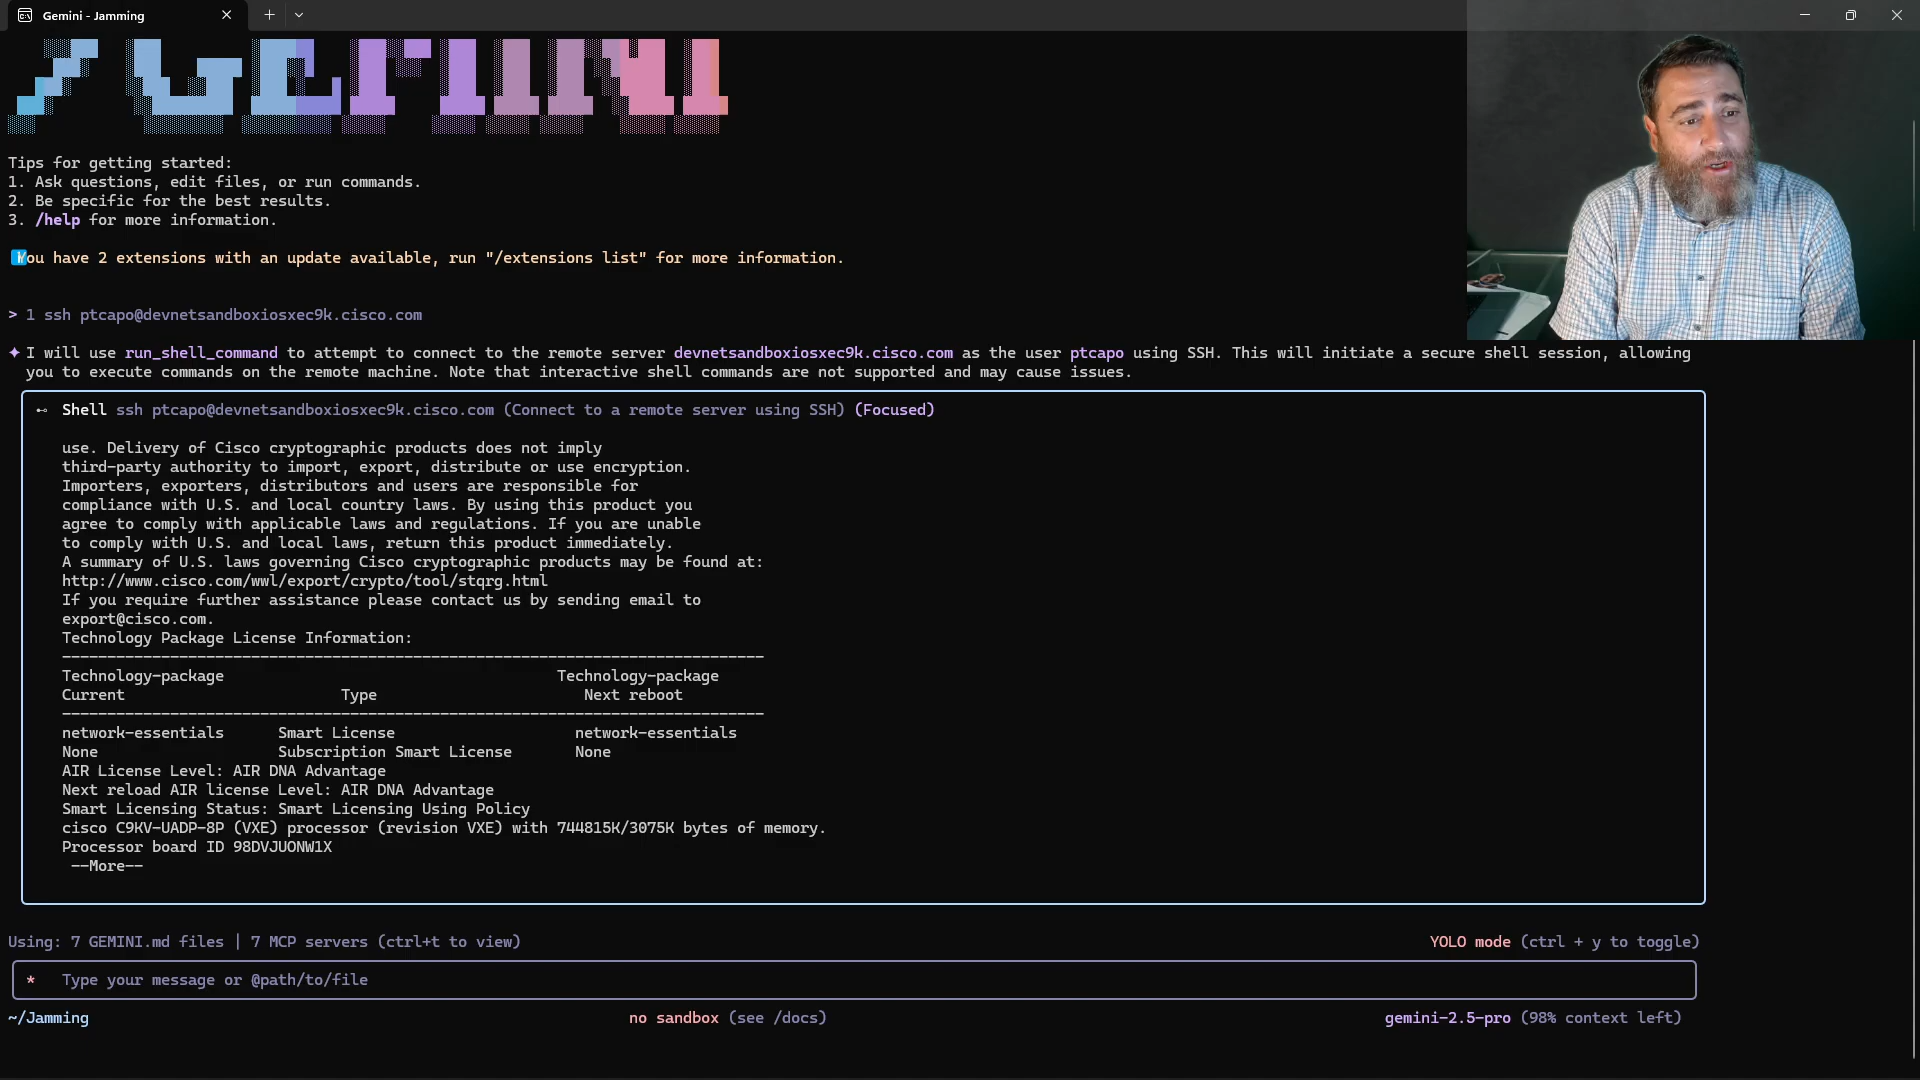 Gemini - Jamming
> GEMINI
Tips for getting started:
1. Ask questions, edit files, or run commands.
2. Be specific for the best results.
3. /help for more information.
You have 2 extensions with an update available, run "/extensions list" for more information.
> 1 ssh ptcapo@devnetsandboxiosxec9k.cisco.com
✦ I will use run_shell_command to attempt to connect to the remote server devnetsandboxiosxec9k.cisco.com as the user ptcapo using SSH. This will initiate a secure shell session, allowing
you to execute commands on the remote machine. Note that interactive shell commands are not supported and may cause issues.
Shell ssh ptcapo@devnetsandboxiosxec9k.cisco.com (Connect to a remote server using SSH) (Focused)
use. Delivery of Cisco cryptographic products does not imply
third-party authority to import, export, distribute or use encryption.
Importers, exporters, distributors and users are responsible for
compliance with U.S. and local country laws. By using this product you
agree to comply with applicable laws and regulations. If you are unable
to comply with U.S. and local laws, return this product immediately.
A summary of U.S. laws governing Cisco cryptographic products may be found at:
http://www.cisco.com/wwl/export/crypto/tool/stqrg.html
If you require further assistance please contact us by sending email to
export@cisco.com.
Technology Package License Information:
------------------------------------------------------------------------------
Technology-package Technology-package
Current Type Next reboot
------------------------------------------------------------------------------
network-essentials Smart License network-essentials
None Subscription Smart License None
AIR License Level: AIR DNA Advantage
Next reload AIR license Level: AIR DNA Advantage
Smart Licensing Status: Smart Licensing Using Policy
cisco C9KV-UADP-8P (VXE) processor (revision VXE) with 744815K/3075K bytes of memory.
Processor board ID 98DVJUONW1X
--More--
Using: 7 GEMINI.md files | 7 MCP servers (ctrl+t to view) YOLO mode (ctrl + y to toggle)
* Type your message or @path/to/file
~/Jamming no sandbox (see /docs) gemini-2.5-pro (98% context left)